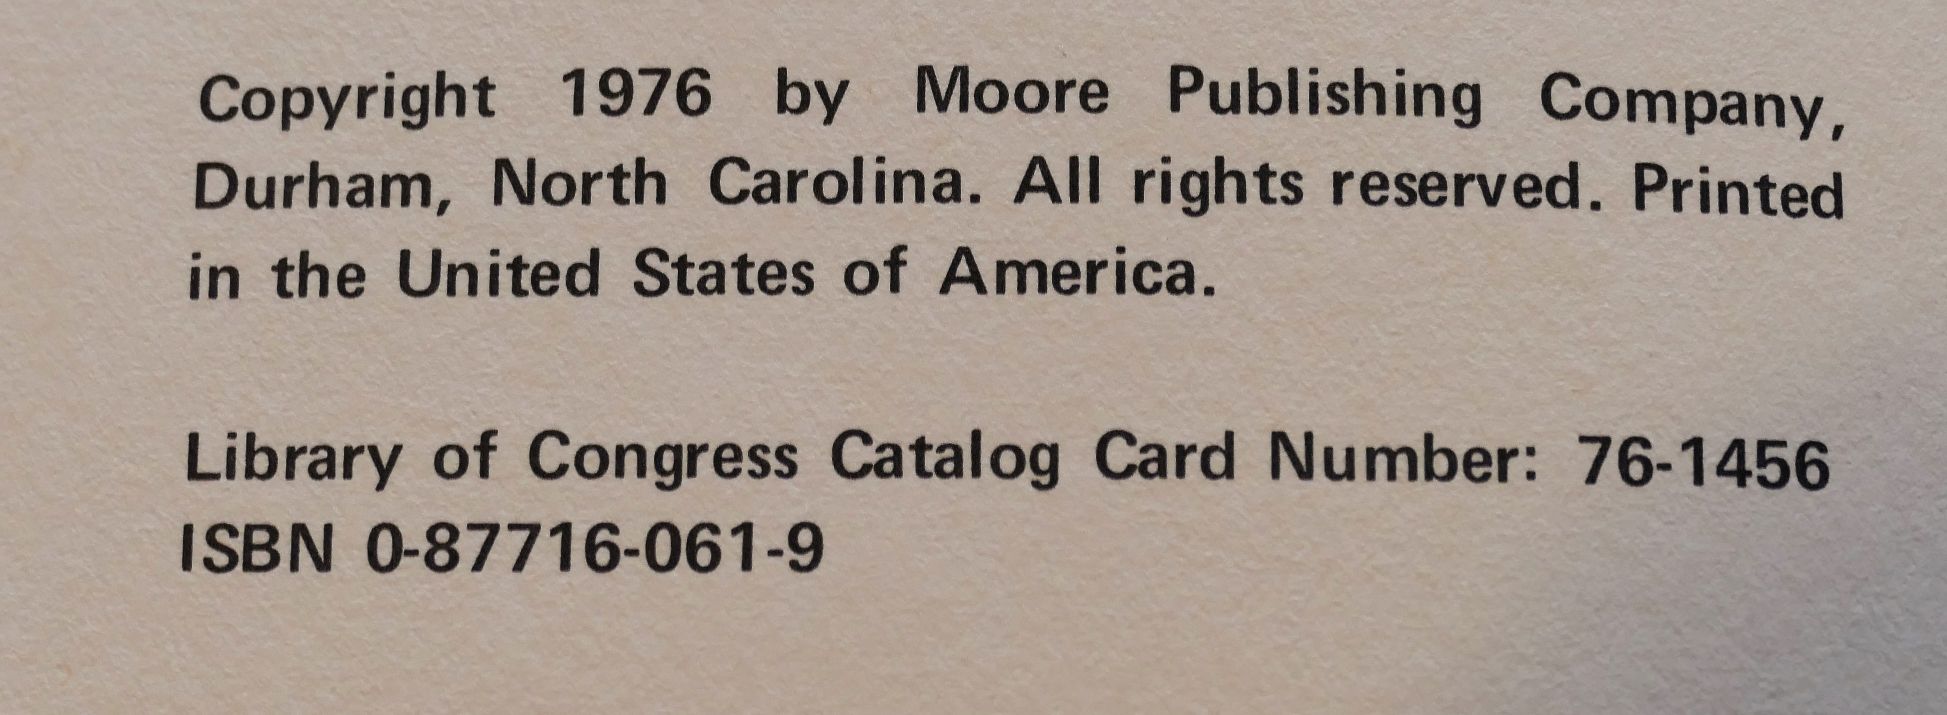 Copyright 1976 by Moore Publishing Company,
Durham, North Carolina. All rights reserved. Printed
in the United States of America.
Library of Congress Catalog Card Number: 76-1456
ISBN 0-87716-061-9